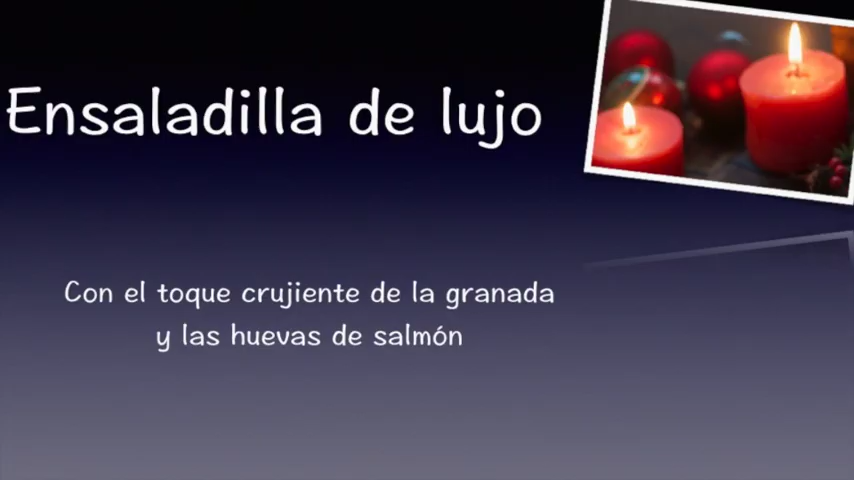 Ensaladilla de lujo
Con el toque crujiente de la granada
y las huevas de salmón